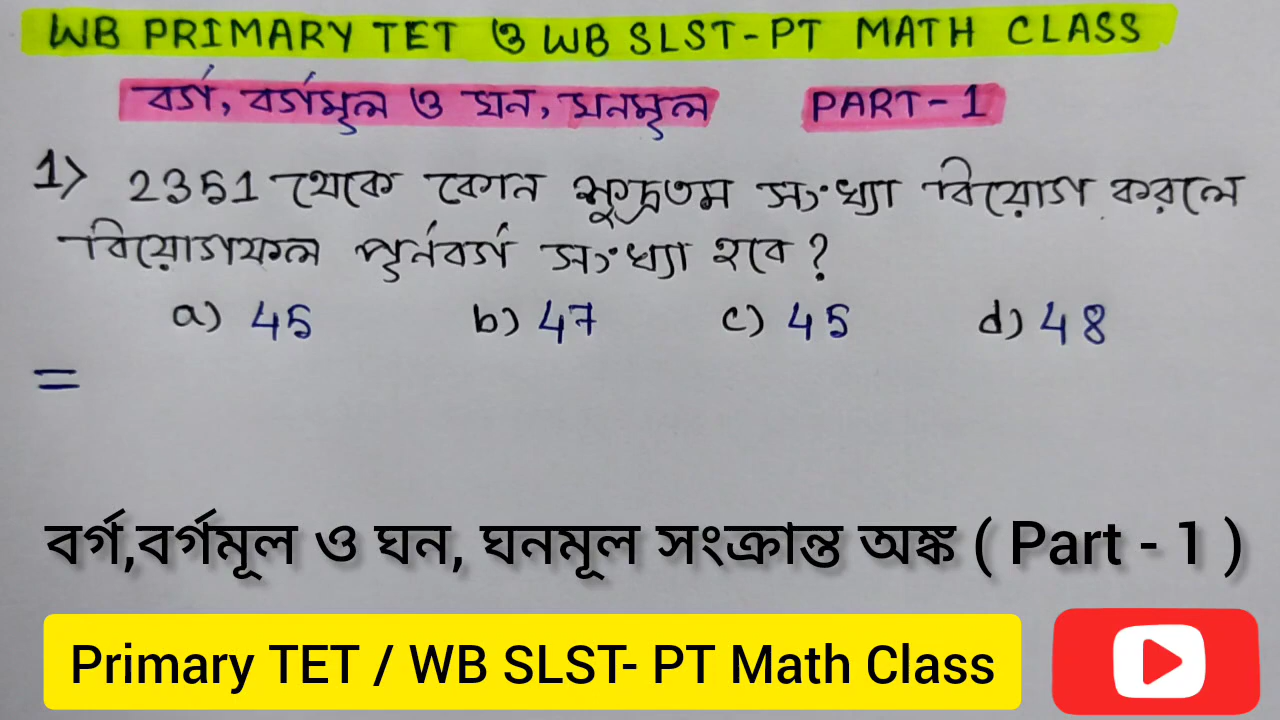 WB PRIMARY TET ও WB SLST-PT MATH CLASS
বর্গ, বর্গমূল ও ঘন, ঘনমূল PART-1
1> 2351 থেকে কোন ক্ষুদ্রতম সংখ্যা বিয়োগ করলে
বিয়োগফল পূর্নবর্গ সংখ্যা হবে?
a) 45 b) 47 c) 45 d) 48
=
বর্গ,বর্গমূল ও ঘন, ঘনমূল সংক্রান্ত অঙ্ক ( Part - 1 )
Primary TET / WB SLST- PT Math Class